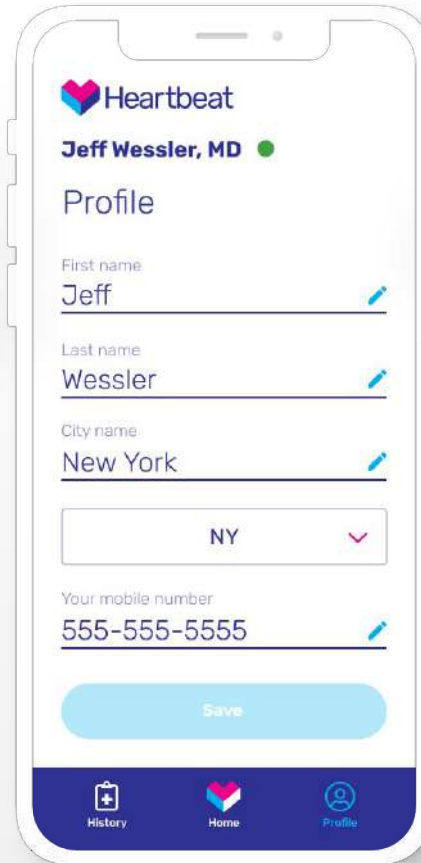 Heartbeat
Jeff Wessler, MD
Profile
First name
Jeff
Last name
Wessler
City name
New York
NY
Your mobile number
555-555-5555
Save
History Home Profile